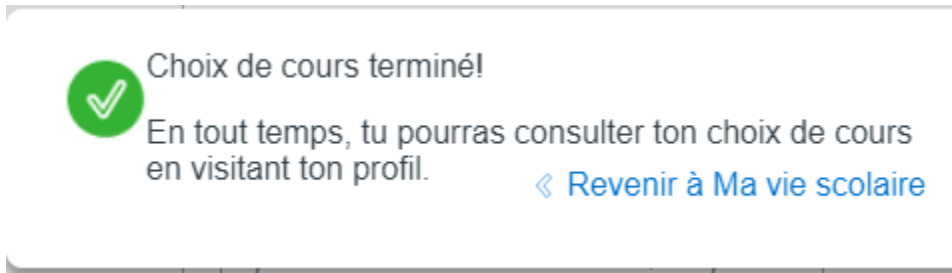 Choix de cours terminé!
En tout temps, tu pourras consulter ton choix de cours
en visitant ton profil.
Revenir à Ma vie scolaire